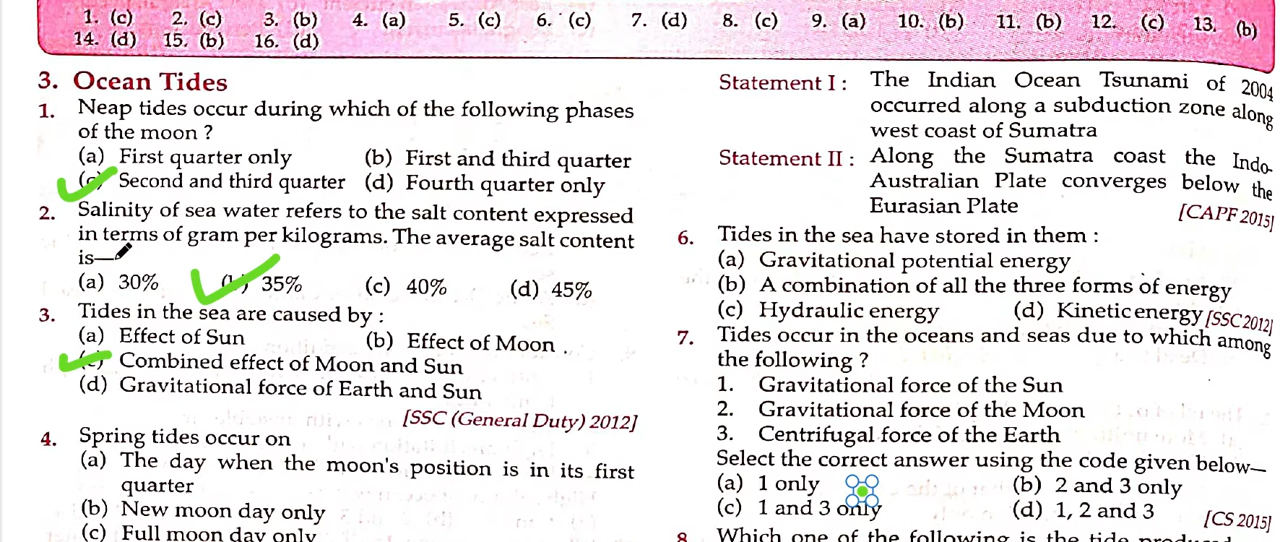 1. (c) 2. (c) 3. (b) 4. (a) 5. (c) 6. (c) 7. (d) 8. (c) 9. (a) 10. (b) 11. (b) 12. (c) 13. (b)
14. (d) 15. (b) 16. (d)
3. Ocean Tides
1. Neap tides occur during which of the following phases
of the moon ?
(a) First quarter only (b) First and third quarter
(c) Second and third quarter (d) Fourth quarter only
2. Salinity of sea water refers to the salt content expressed
in terms of gram per kilograms. The average salt content
is—
(a) 30% (b) 35% (c) 40% (d) 45%
3. Tides in the sea are caused by :
(a) Effect of Sun (b) Effect of Moon
(c) Combined effect of Moon and Sun
(d) Gravitational force of Earth and Sun
[SSC (General Duty) 2012]
4. Spring tides occur on
(a) The day when the moon's position is in its first
quarter
(b) New moon day only
(c) Full moon day only
Statement I : The Indian Ocean Tsunami of 2004
occurred along a subduction zone along
west coast of Sumatra
Statement II : Along the Sumatra coast the Indo-
Australian Plate converges below the
Eurasian Plate
[CAPF 2015]
6. Tides in the sea have stored in them :
(a) Gravitational potential energy
(b) A combination of all the three forms of energy
(c) Hydraulic energy (d) Kinetic energy [SSC 2012]
7. Tides occur in the oceans and seas due to which among
the following ?
1. Gravitational force of the Sun
2. Gravitational force of the Moon
3. Centrifugal force of the Earth
Select the correct answer using the code given below—
(a) 1 only (b) 2 and 3 only
(c) 1 and 3 only (d) 1, 2 and 3
[CS 2015]
8. Which one of the following is the tide produced